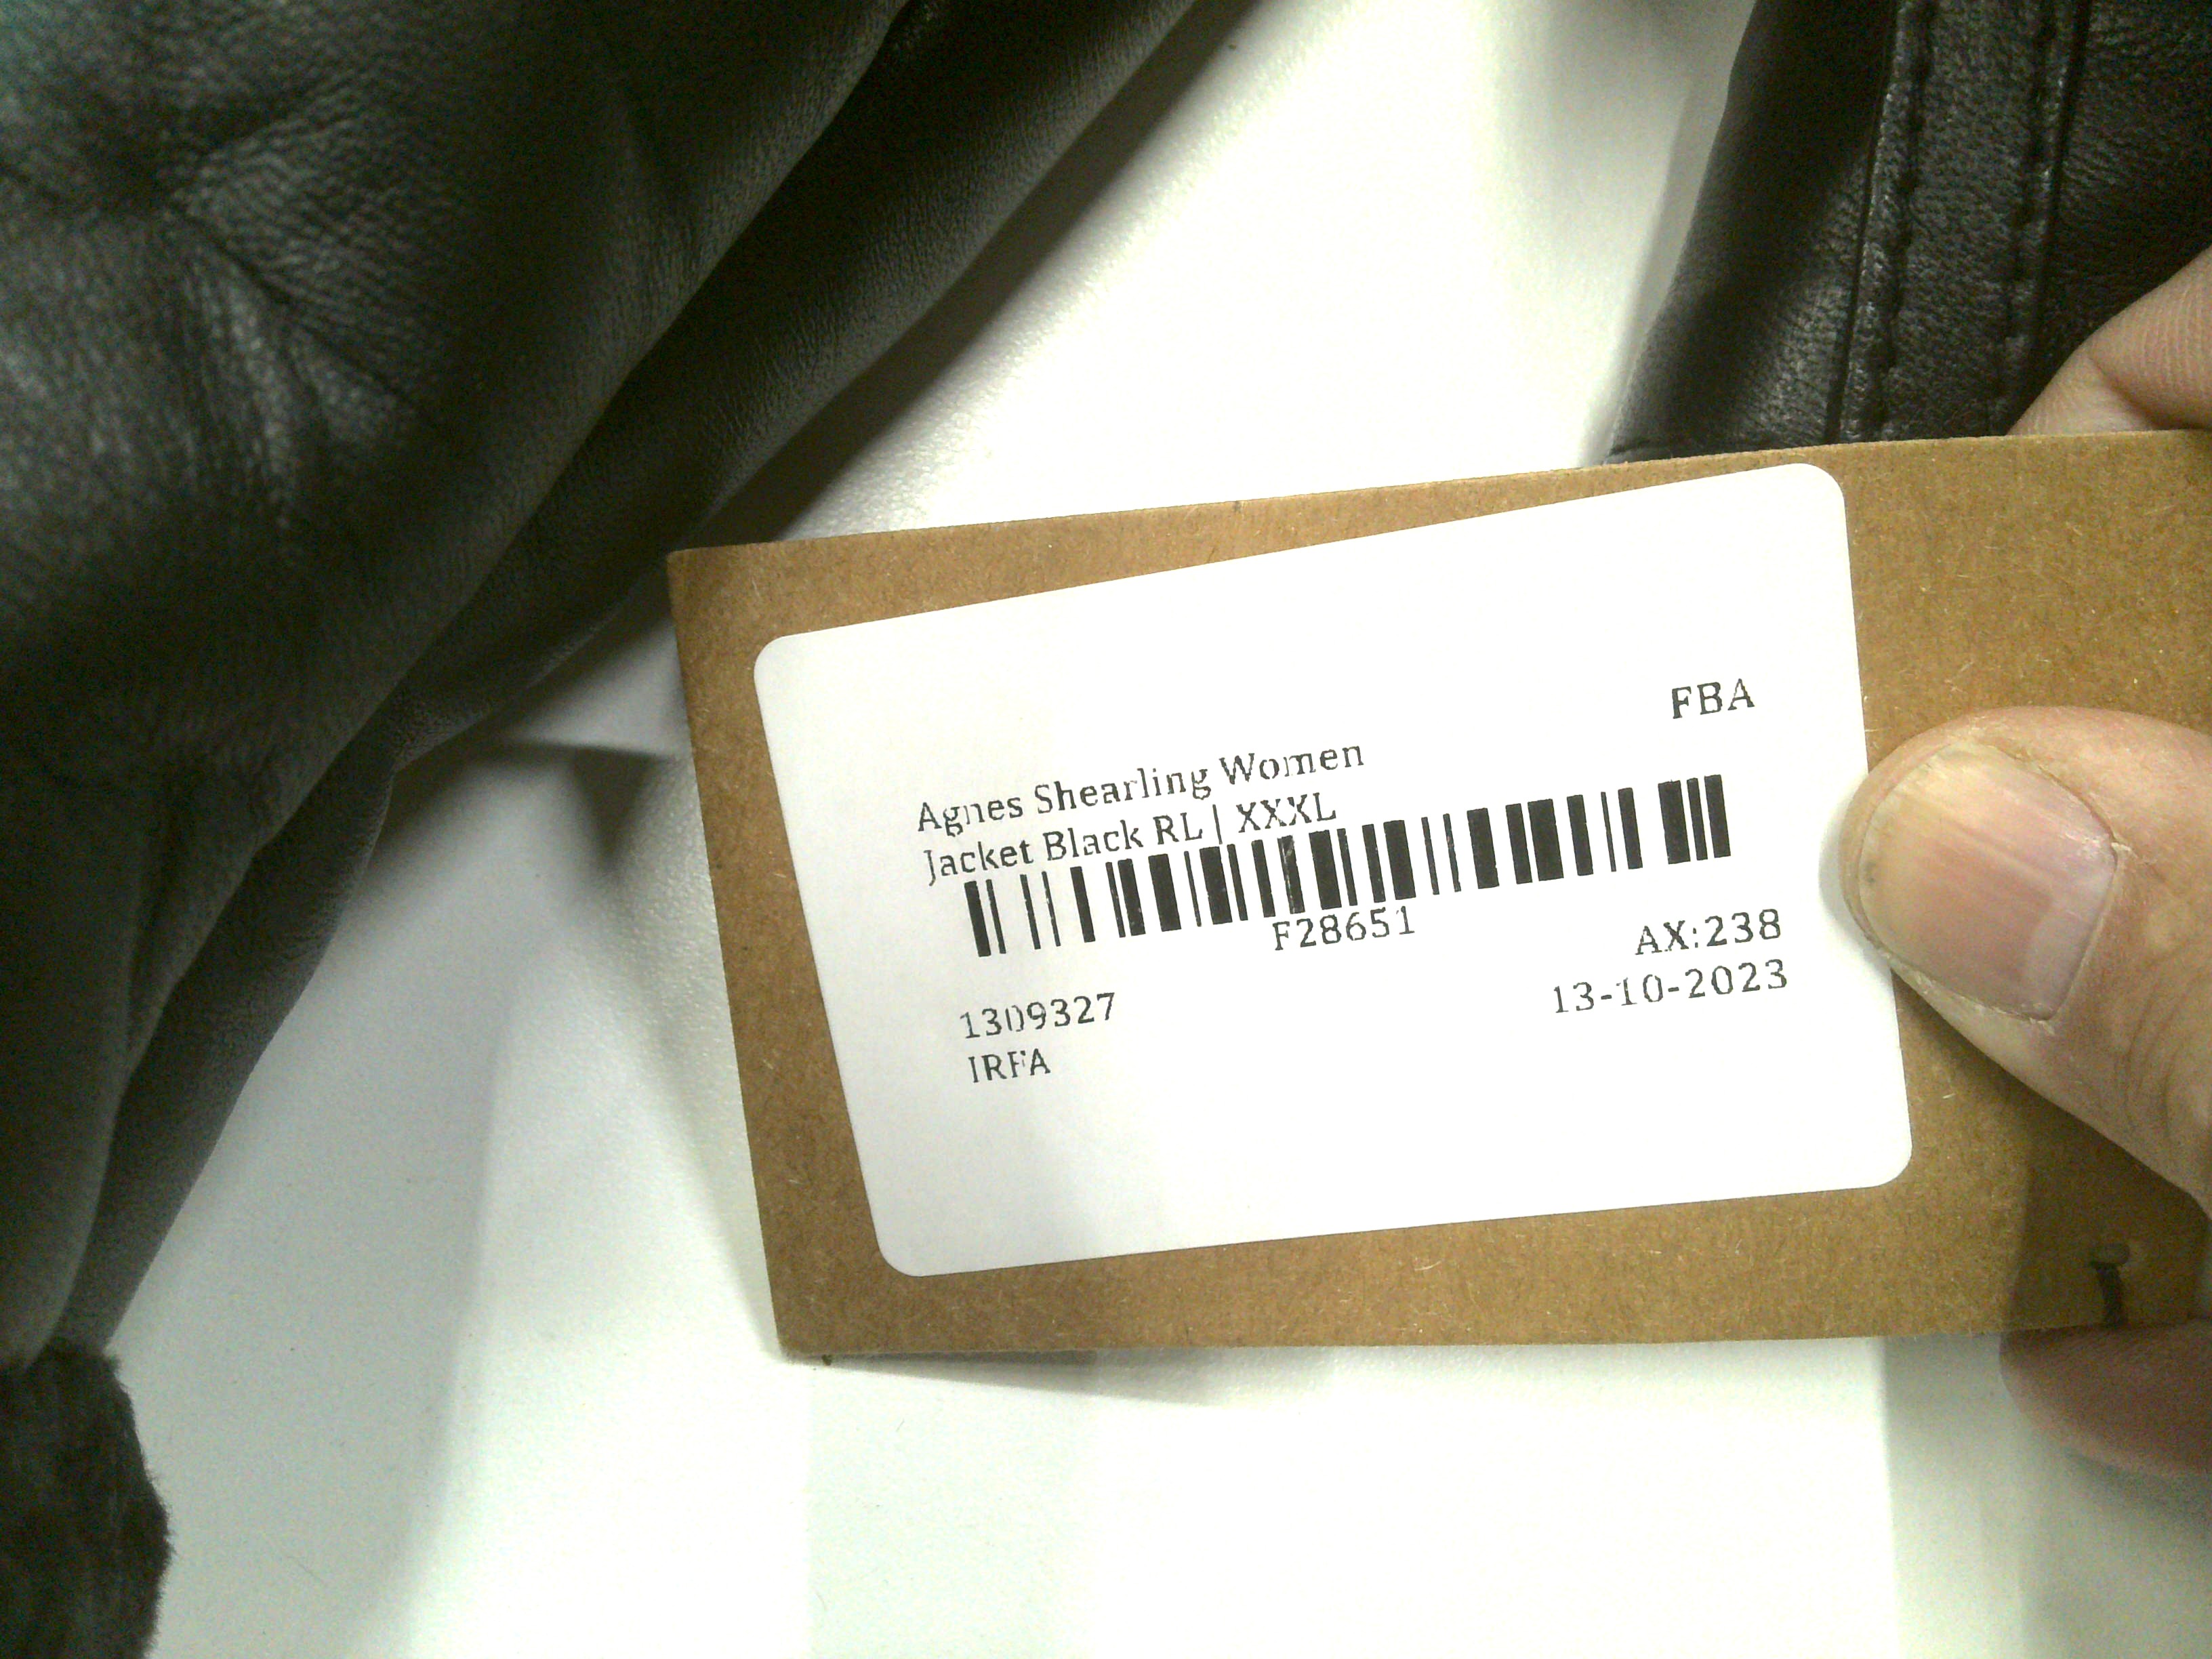 FBA
Agnes Shearling Women
Jacket Black RL | XXXL
F28651
AX:238
1309327
13-10-2023
IRFA